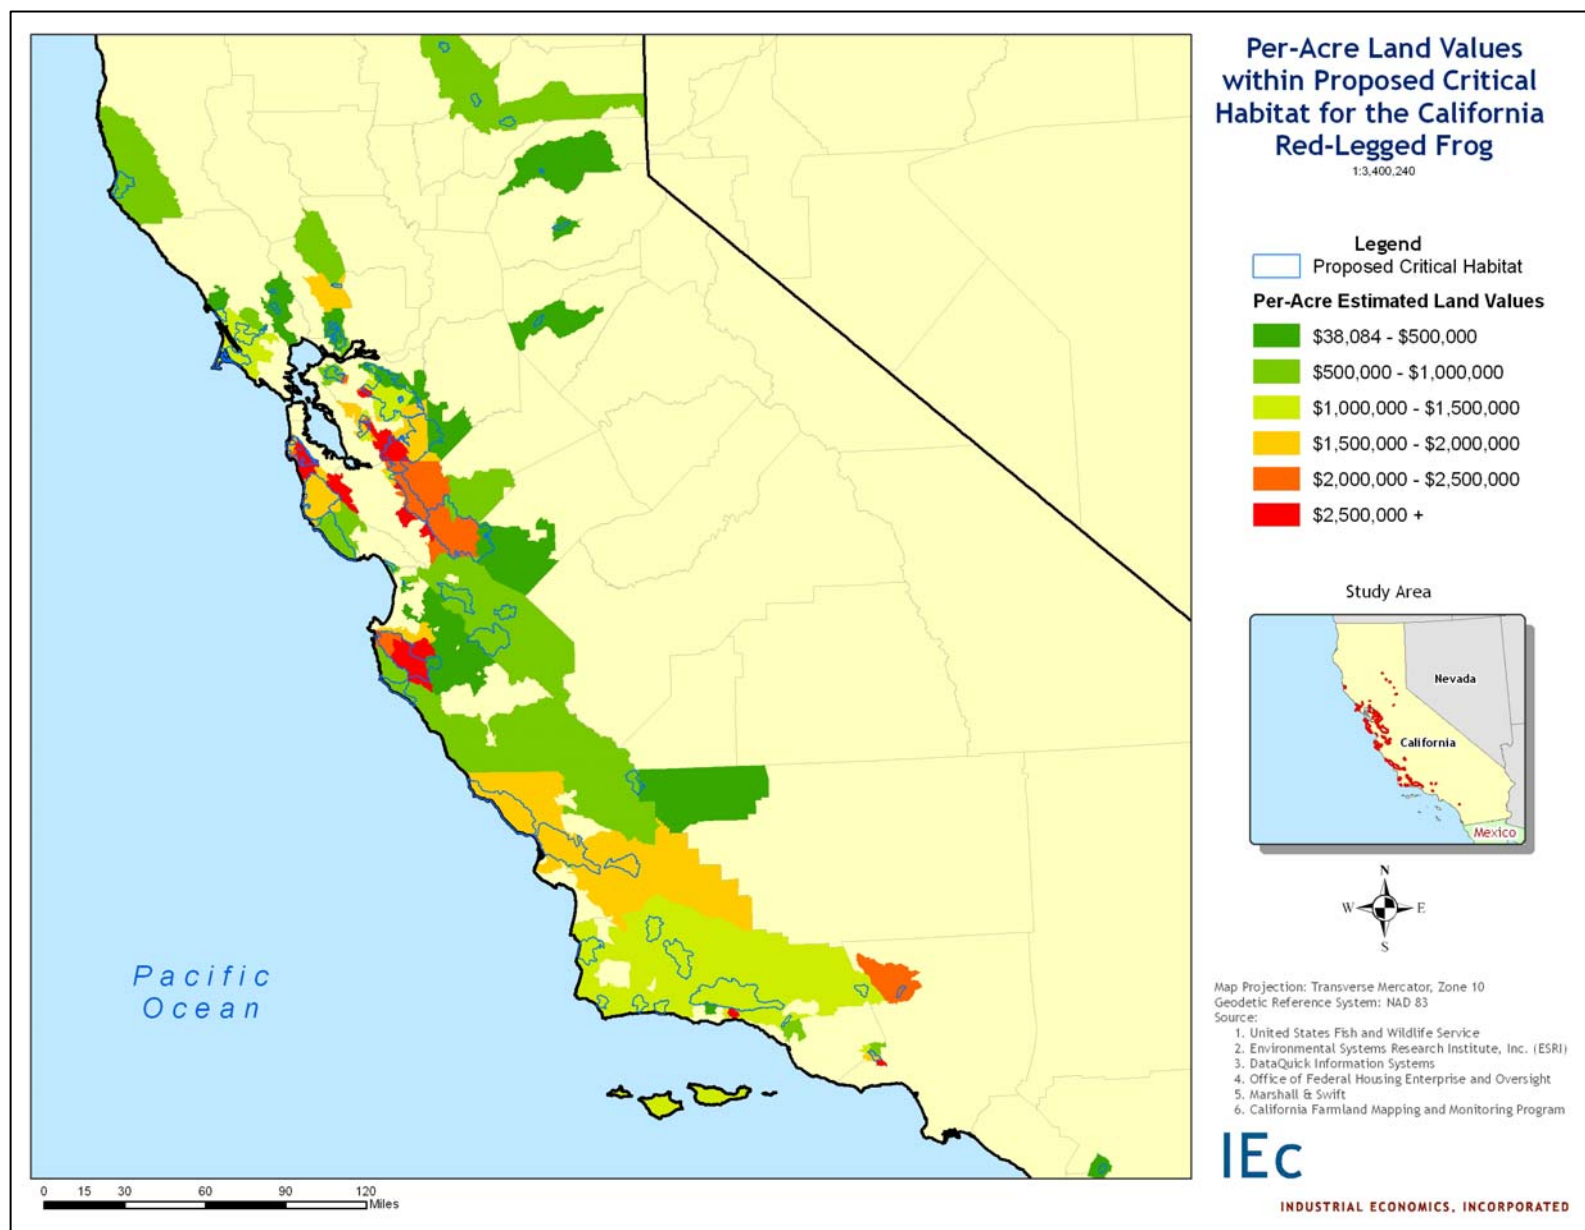 Per-Acre Land Values
within Proposed Critical
Habitat for the California
Red-Legged Frog
1:3,400,240
Legend
Proposed Critical Habitat
Per-Acre Estimated Land Values
$38,084 - $500,000
$500,000 - $1,000,000
$1,000,000 - $1,500,000
$1,500,000 - $2,000,000
$2,000,000 - $2,500,000
$2,500,000 +
Study Area
Nevada
California
Mexico
N
W E
S
Pacific
Ocean
Map Projection: Transverse Mercator, Zone 10
Geodetic Reference System: NAD 83
Source:
1. United States Fish and Wildlife Service
2. Environmental Systems Research Institute, Inc. (ESRI)
3. DataQuick Information Systems
4. Office of Federal Housing Enterprise and Oversight
5. Marshall & Swift
6. California Farmland Mapping and Monitoring Program
IEc
INDUSTRIAL ECONOMICS, INCORPORATED
0 15 30 60 90 120
Miles